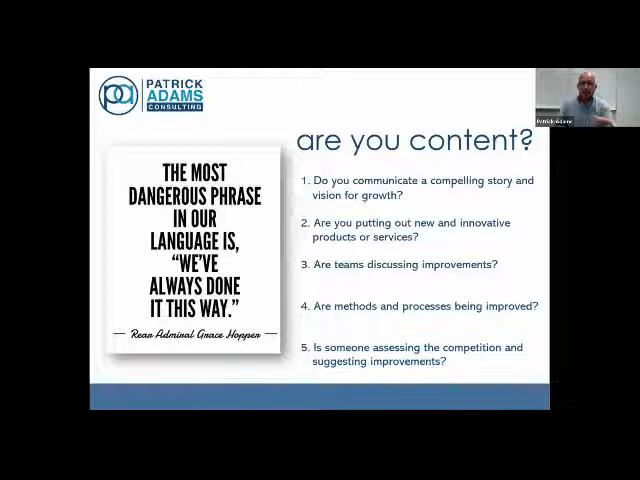 PATRICK
ADAMS
CONSULTING
pa
Patrick Adams
are you content?
THE MOST
DANGEROUS PHRASE
IN OUR
LANGUAGE IS,
“WE’VE
ALWAYS DONE
IT THIS WAY.”
Rear Admiral Grace Hopper
1. Do you communicate a compelling story and
vision for growth?
2. Are you putting out new and innovative
products or services?
3. Are teams discussing improvements?
4. Are methods and processes being improved?
5. Is someone assessing the competition and
suggesting improvements?